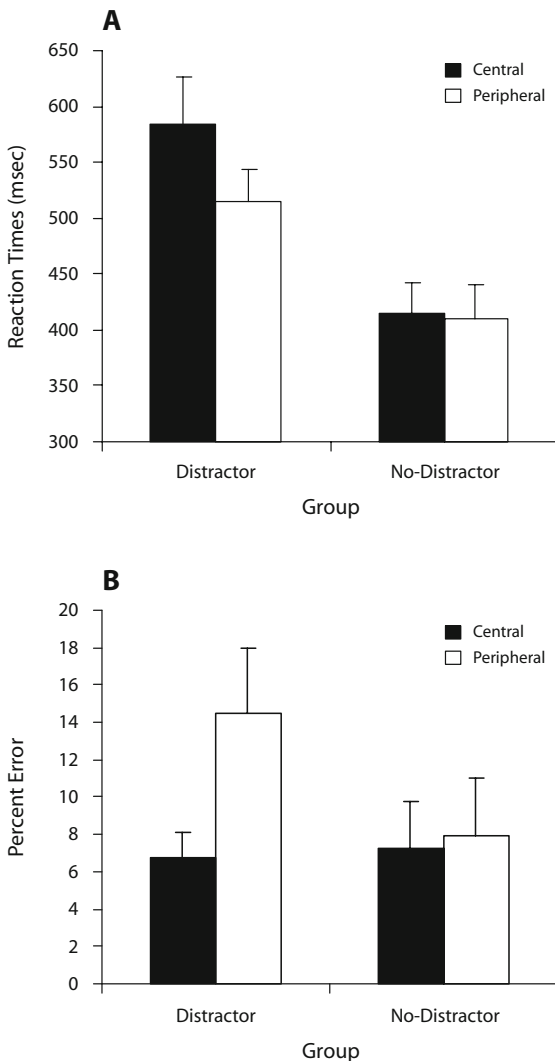 A
650
600
550
500
450
400
350
300
Reaction Times (msec)
Central
Peripheral
Distractor
No-Distractor
Group
B
20
18
16
14
12
10
8
6
4
2
0
Percent Error
Central
Peripheral
Distractor
No-Distractor
Group